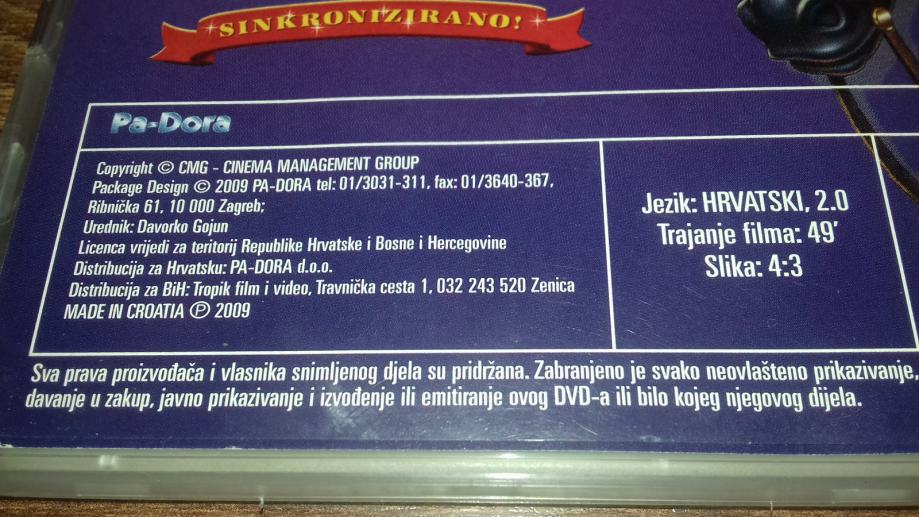 SINKRONIZIRANO!
Pa-Dora
Copyright © CMG - CINEMA MANAGEMENT GROUP
Package Design © 2009 PA-DORA tel: 01/3031-311, fax: 01/3640-367,
Ribnička 61, 10 000 Zagreb;
Urednik: Davorko Gojun
Licenca vrijedi za teritorij Republike Hrvatske i Bosne i Hercegovine
Distribucija za Hrvatsku: PA-DORA d.o.o.
Distribucija za BiH: Tropik film i video, Travnička cesta 1, 032 243 520 Zenica
MADE IN CROATIA ℗ 2009
Jezik: HRVATSKI, 2.0
Trajanje filma: 49'
Slika: 4:3
Sva prava proizvođača i vlasnika snimljenog djela su pridržana. Zabranjeno je svako neovlašteno prikazivanje,
davanje u zakup, javno prikazivanje i izvođenje ili emitiranje ovog DVD-a ili bilo kojeg njegovog dijela.